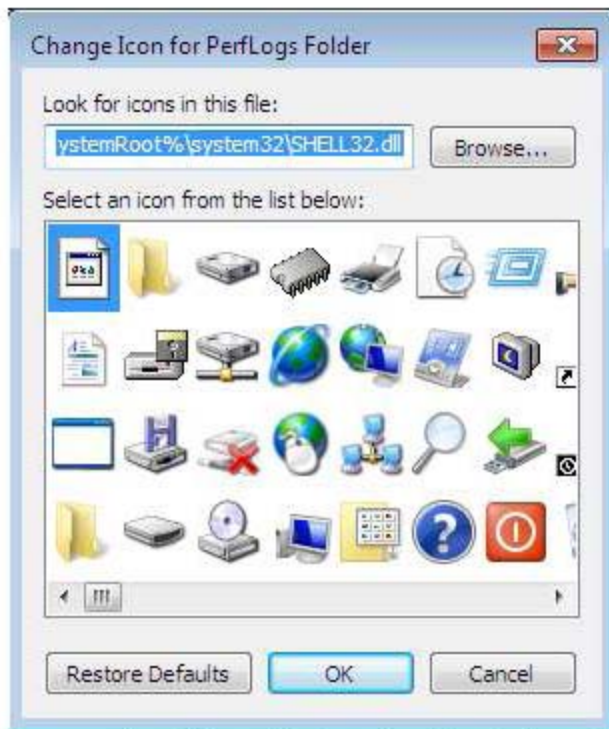 Change Icon for PerfLogs Folder
Look for icons in this file:
ystemRoot%\system32\SHELL32.dll
Browse...
Select an icon from the list below:
Restore Defaults
OK
Cancel